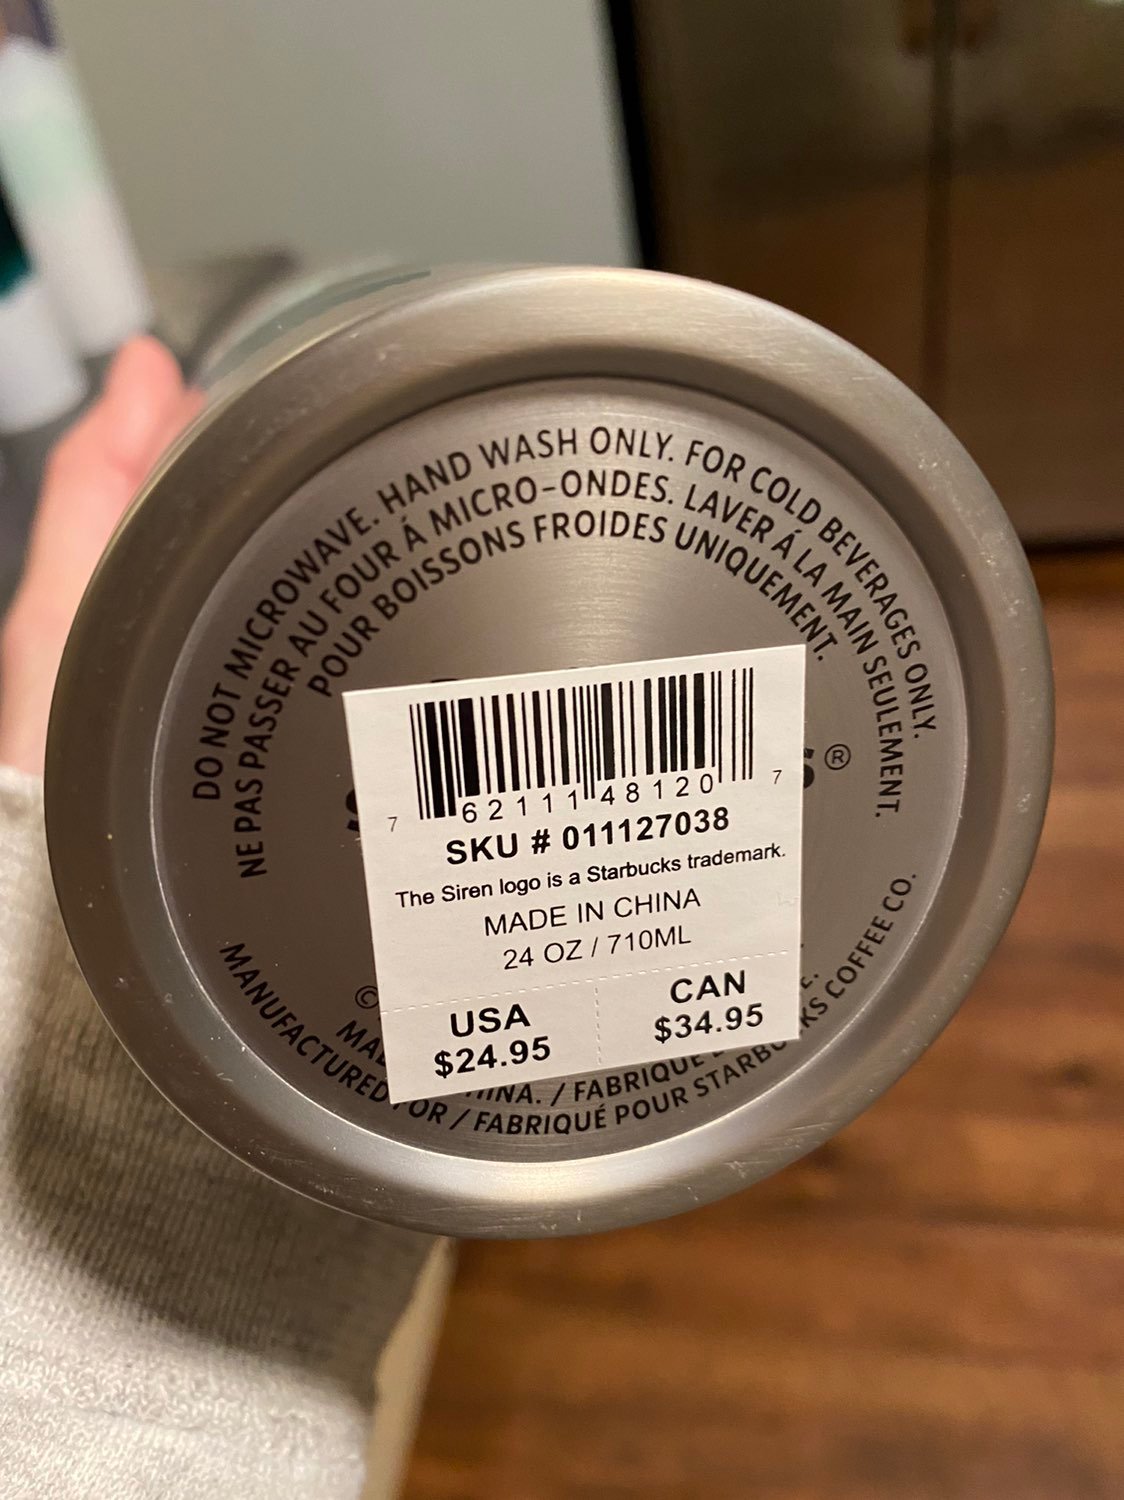 DO NOT MICROWAVE. HAND WASH ONLY. FOR COLD BEVERAGES ONLY.
NE PAS PASSER AU FOUR Á MICRO-ONDES. LAVER Á LA MAIN SEULEMENT.
POUR BOISSONS FROIDES UNIQUEMENT.
®
7 62111 48120 7
SKU # 011127038
The Siren logo is a Starbucks trademark.
MADE IN CHINA
24 OZ / 710ML
USA CAN
$24.95 $34.95
©
/ FABRIQUÉ
MANUFACTURED / FABRIQUÉ POUR STARBUCKS COFFEE CO.